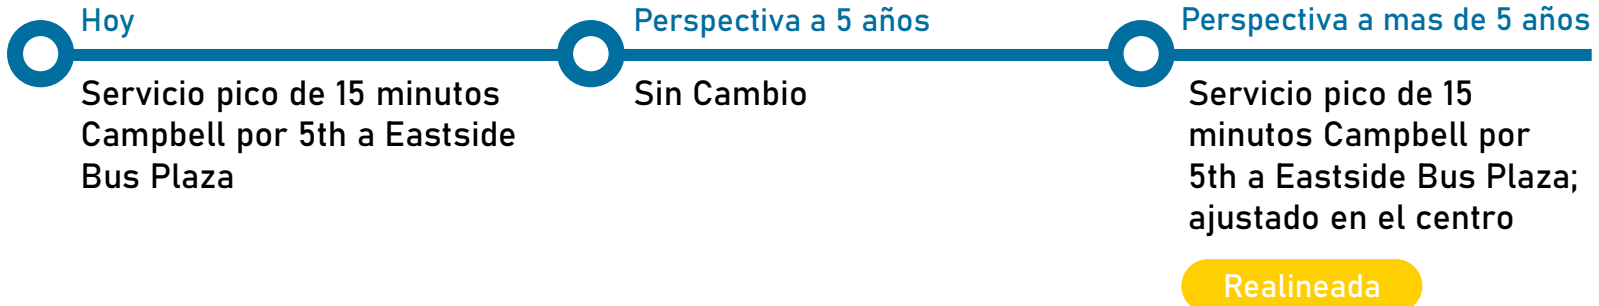 Hoy
Servicio pico de 15 minutos
Campbell por 5th a Eastside
Bus Plaza
Perspectiva a 5 años
Sin Cambio
Perspectiva a mas de 5 años
Servicio pico de 15
minutos Campbell por
5th a Eastside Bus Plaza;
ajustado en el centro
Realineada